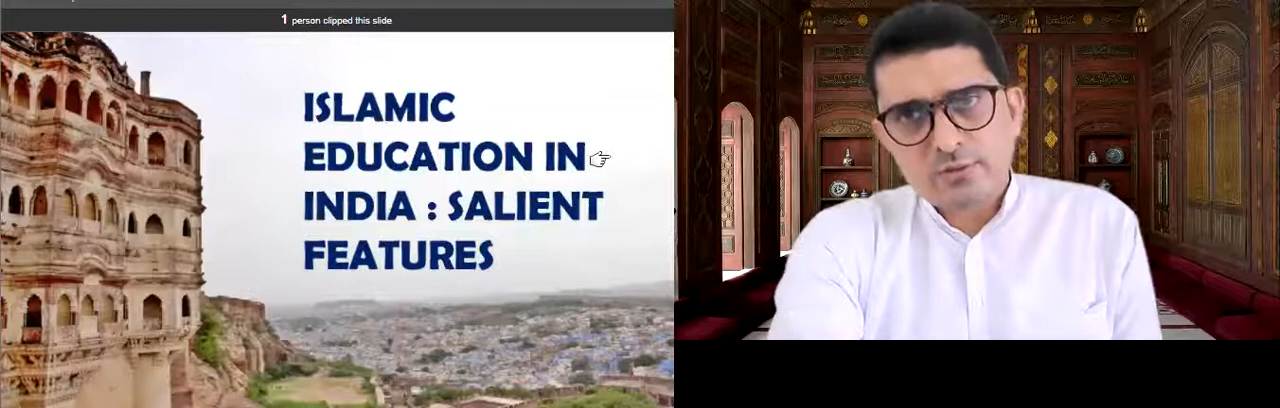 1 person clipped this slide
ISLAMIC
EDUCATION IN
INDIA : SALIENT
FEATURES